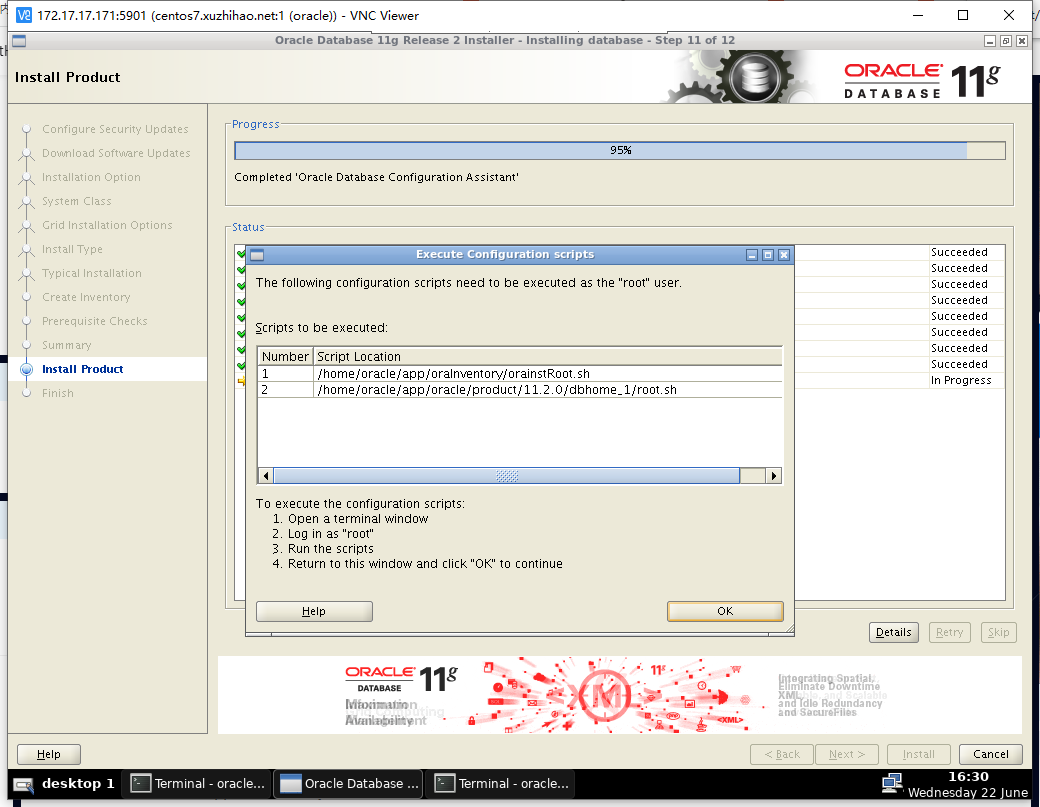 172.17.17.171:5901 (centos7.xuzhihao.net:1 (oracle)) - VNC Viewer
Oracle Database 11g Release 2 Installer - Installing database - Step 11 of 12
Install Product
ORACLE
DATABASE 11g
Configure Security Updates
Download Software Updates
Installation Option
System Class
Grid Installation Options
Install Type
Typical Installation
Create Inventory
Prerequisite Checks
Summary
Install Product
Finish
Progress
95%
Completed 'Oracle Database Configuration Assistant'
Status
Succeeded
Succeeded
Succeeded
Succeeded
Succeeded
Succeeded
Succeeded
Succeeded
In Progress
Execute Configuration scripts
The following configuration scripts need to be executed as the "root" user.
Scripts to be executed:
Number Script Location
1 /home/oracle/app/oraInventory/orainstRoot.sh
2 /home/oracle/app/oracle/product/11.2.0/dbhome_1/root.sh
To execute the configuration scripts:
1. Open a terminal window
2. Log in as "root"
3. Run the scripts
4. Return to this window and click "OK" to continue
Help OK
Details Retry Skip
ORACLE
DATABASE 11g
Maximum
Availability
XML
11g
<XML>
Integrating Spatial,
Eliminate Downtime
XML
and Idle Redundancy
and SecureFiles
Help < Back Next > Install Cancel
desktop 1 Terminal - oracle... Oracle Database ... Terminal - oracle... 16:30
Wednesday 22 June